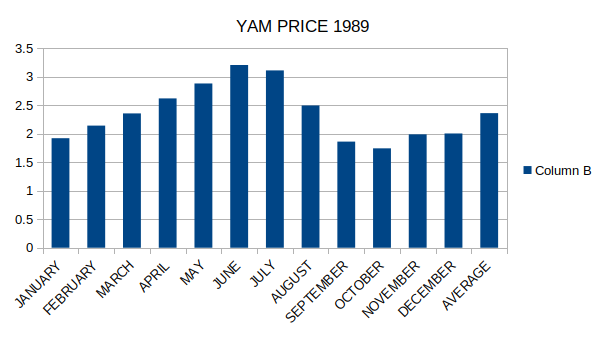 YAM PRICE 1989
3.5
3
2.5
2
1.5
1
0.5
0
Column B
JANUARY
FEBRUARY
MARCH
APRIL
MAY
JUNE
JULY
AUGUST
SEPTEMBER
OCTOBER
NOVEMBER
DECEMBER
AVERAGE